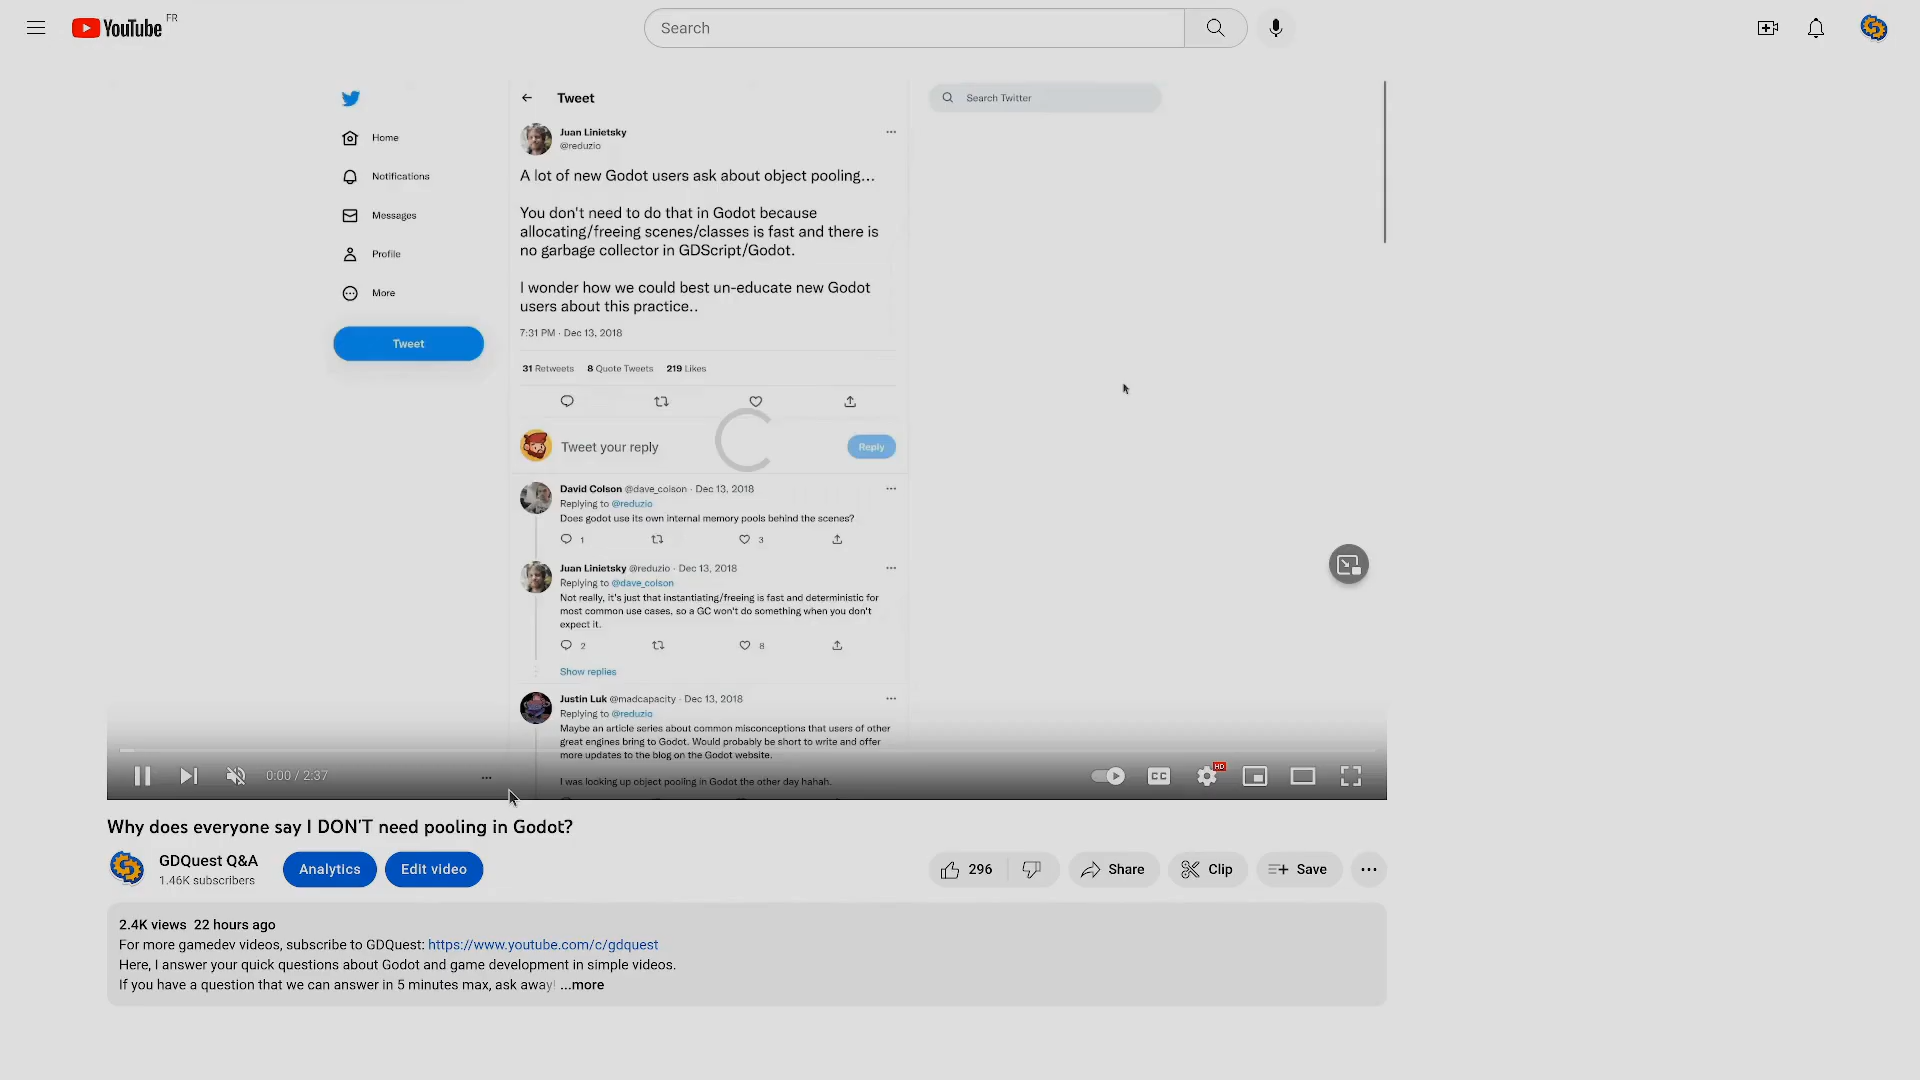 YouTube FR
Search
Tweet
Search Twitter
Home
Notifications
Messages
Profile
More
Tweet
Juan Linietsky
@reduzio
A lot of new Godot users ask about object pooling...
You don't need to do that in Godot because
allocating/freeing scenes/classes is fast and there is
no garbage collector in GDScript/Godot.
I wonder how we could best un-educate new Godot
users about this practice..
7:31 PM · Dec 13, 2018
31 Retweets 8 Quote Tweets 219 Likes
Tweet your reply
Reply
David Colson @dave_colson · Dec 13, 2018
Replying to @reduzio
Does godot use its own internal memory pools behind the scenes?
1 3
Juan Linietsky @reduzio · Dec 13, 2018
Replying to @dave_colson
Not really, it's just that instantiating/freeing is fast and deterministic for
most common use cases, so a GC won't do something when you don't
expect it.
2 8
Show replies
Justin Luk @madcapacity · Dec 13, 2018
Replying to @reduzio
Maybe an article series about common misconceptions that users of other
great engines bring to Godot. Would probably be short to write and offer
more updates to the blog on the Godot website.
I was looking up object pooling in Godot the other day hahah.
0:00 / 2:37
CC
HD
Why does everyone say I DON'T need pooling in Godot?
GDQuest Q&A
1.46K subscribers
Analytics
Edit video
296
Share
Clip
Save
2.4K views 22 hours ago
For more gamedev videos, subscribe to GDQuest: https://www.youtube.com/c/gdquest
Here, I answer your quick questions about Godot and game development in simple videos.
If you have a question that we can answer in 5 minutes max, ask away! ...more